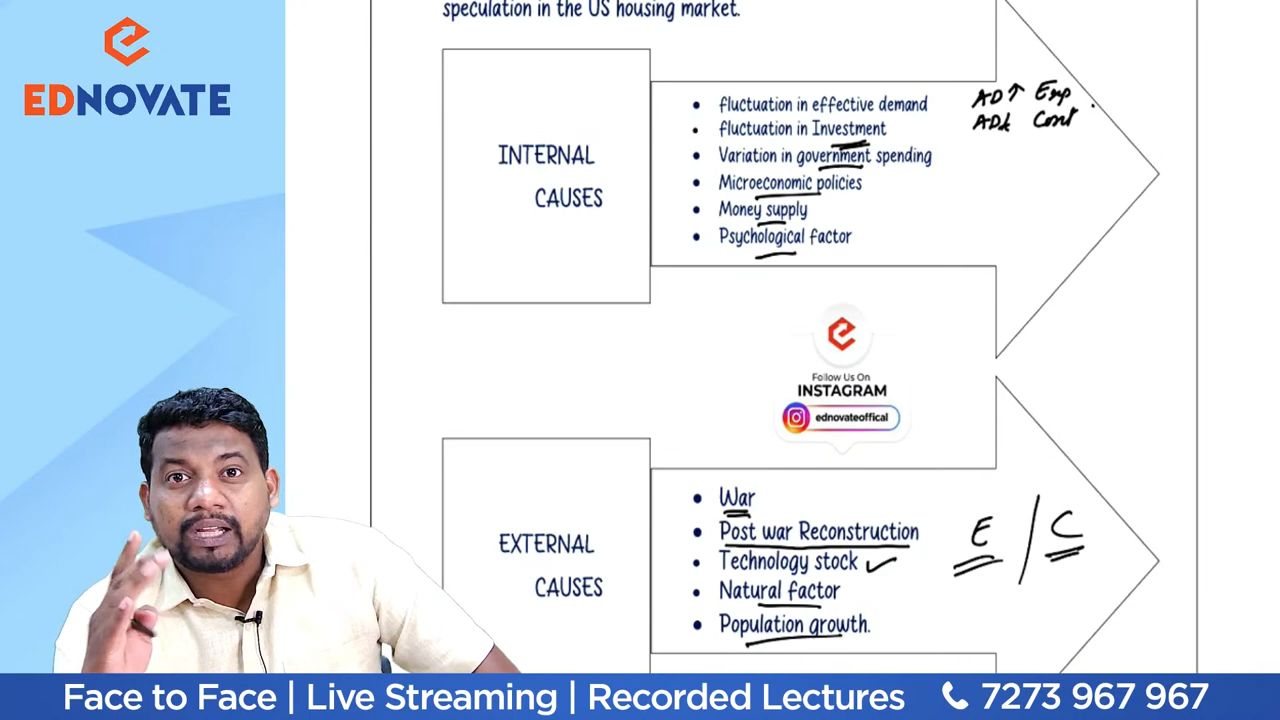 speculation in the US housing market.
EDNOVATE
INTERNAL
CAUSES
• fluctuation in effective demand
• fluctuation in Investment
• Variation in government spending
• Microeconomic policies
• Money supply
• Psychological factor
AD↑ Exp
AD↓ Cont
Follow Us On
INSTAGRAM
ednovateoffical
EXTERNAL
CAUSES
• War
• Post war Reconstruction
• Technology stock ✓
• Natural factor
• Population growth.
E / C
Face to Face | Live Streaming | Recorded Lectures 7273 967 967